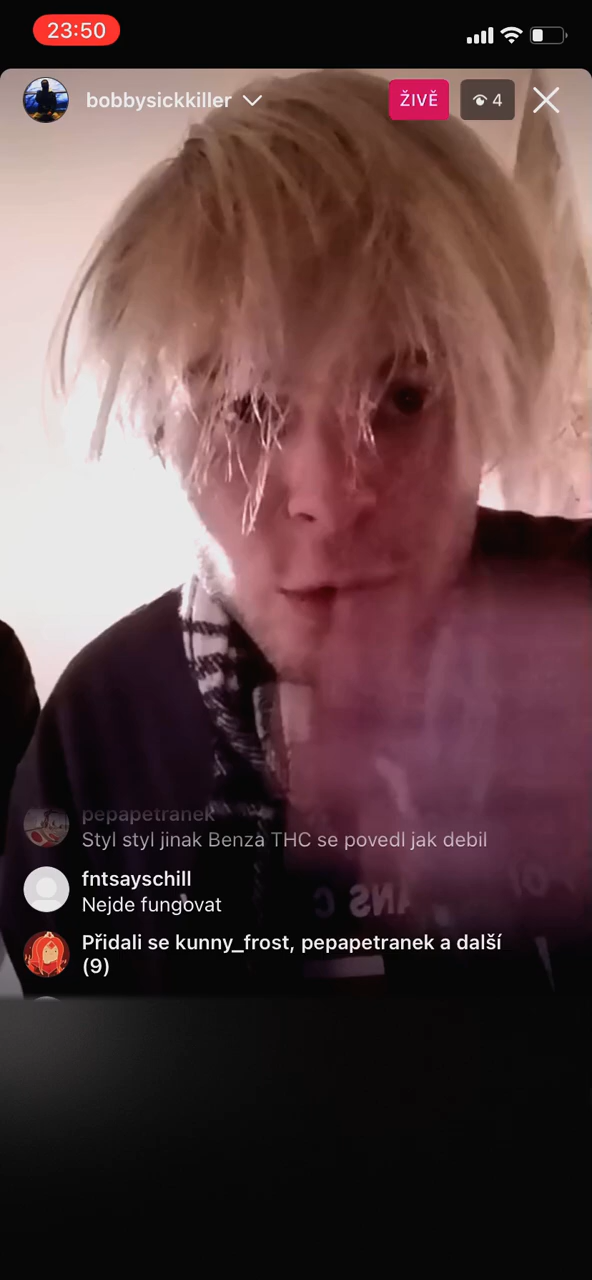 23:50
bobbysickkiller
ŽIVĚ
4
pepapetranek
Styl styl jinak Benza THC se povedl jak debil
fntsayschill
Nejde fungovat
Přidali se kunny_frost, pepapetranek a další
(9)